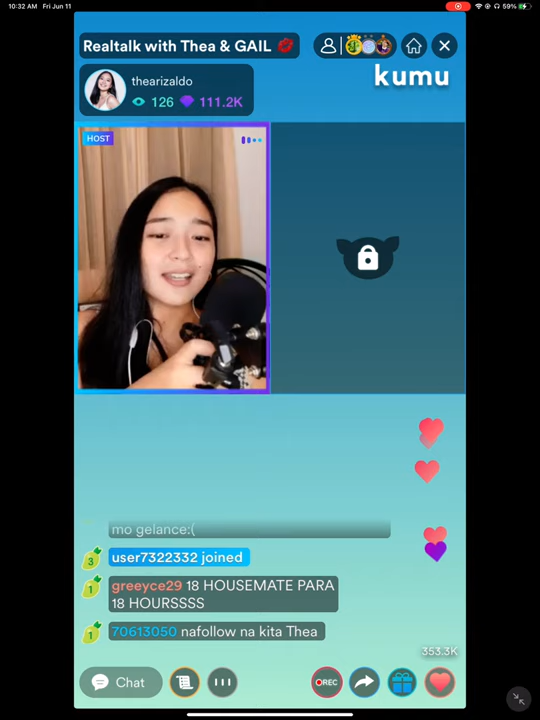 10:32 AM Fri Jun 11
59%
Realtalk with Thea & GAIL 💋
kumu
thearizaldo
126 111.2K
HOST
mo gelance:(
3 user7322332 joined
1 greeyce29 18 HOUSEMATE PARA
18 HOURSSSS
1 70613050 nafollow na kita Thea
353.3K
Chat
REC